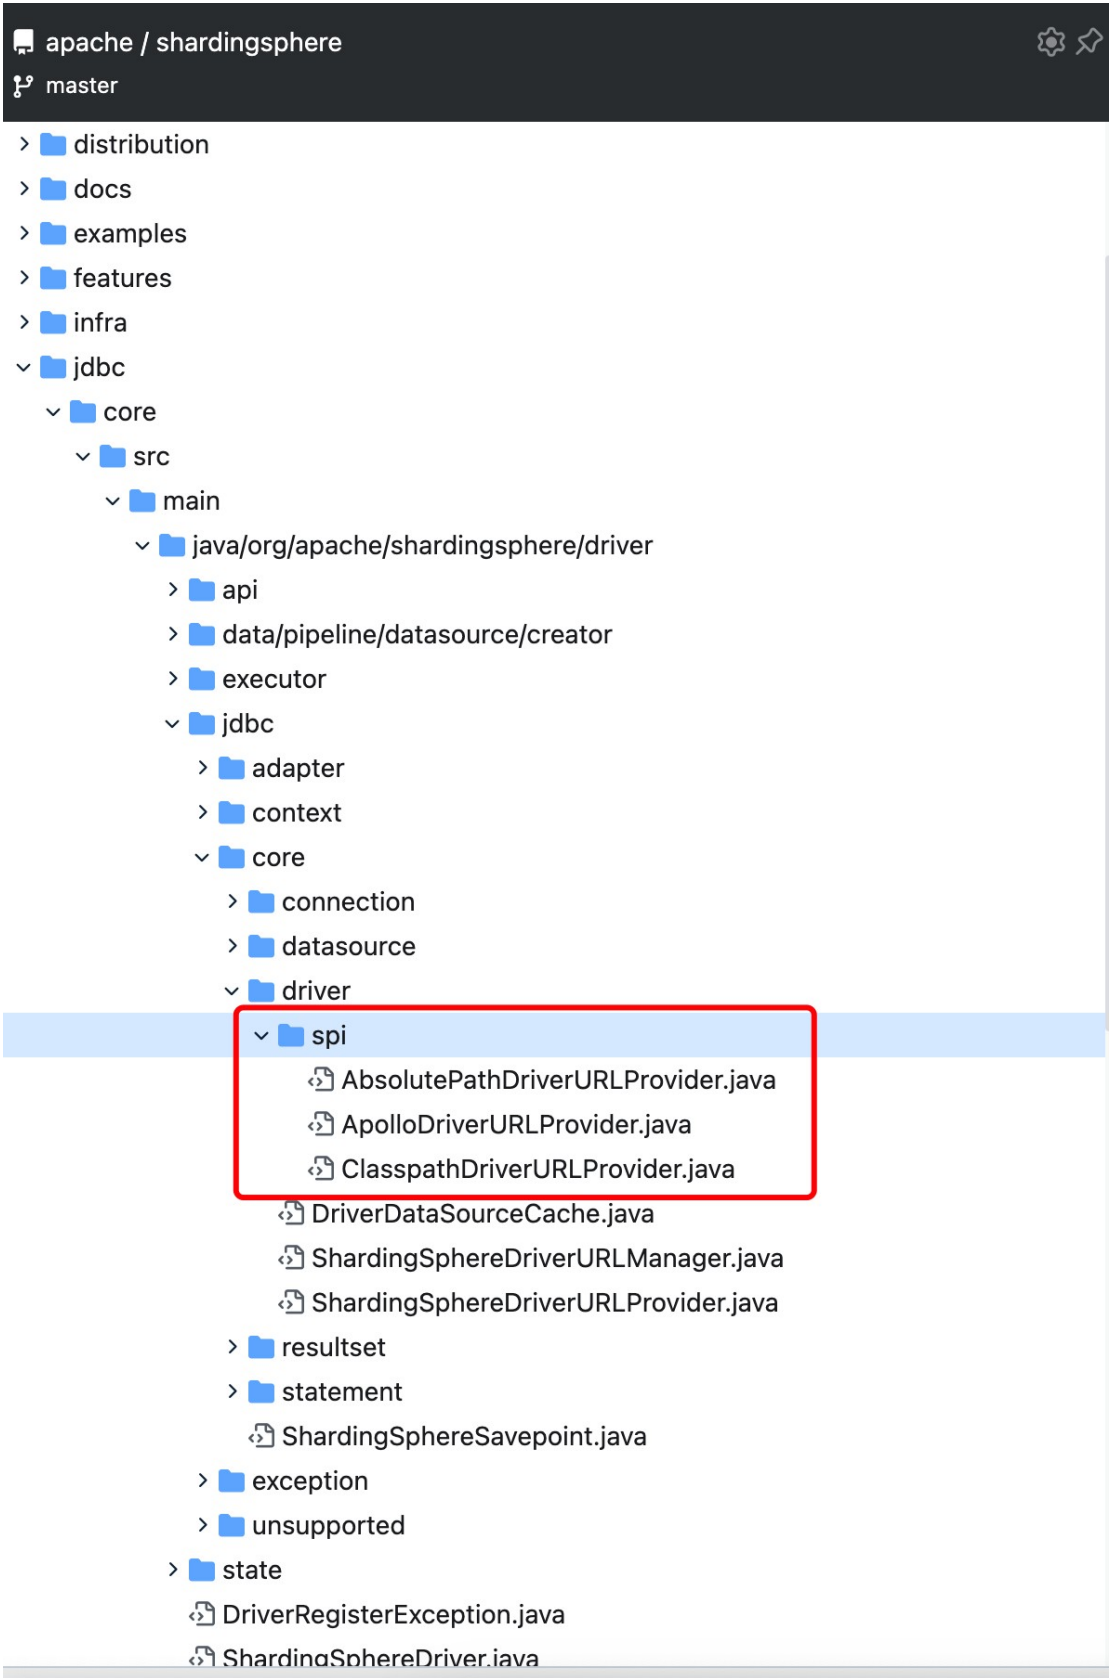 apache / shardingsphere
master
distribution
docs
examples
features
infra
jdbc
core
src
main
java/org/apache/shardingsphere/driver
api
data/pipeline/datasource/creator
executor
jdbc
adapter
context
core
connection
datasource
driver
spi
AbsolutePathDriverURLProvider.java
ApolloDriverURLProvider.java
ClasspathDriverURLProvider.java
DriverDataSourceCache.java
ShardingSphereDriverURLManager.java
ShardingSphereDriverURLProvider.java
resultset
statement
ShardingSphereSavepoint.java
exception
unsupported
state
DriverRegisterException.java
ShardingSphereDriver.java